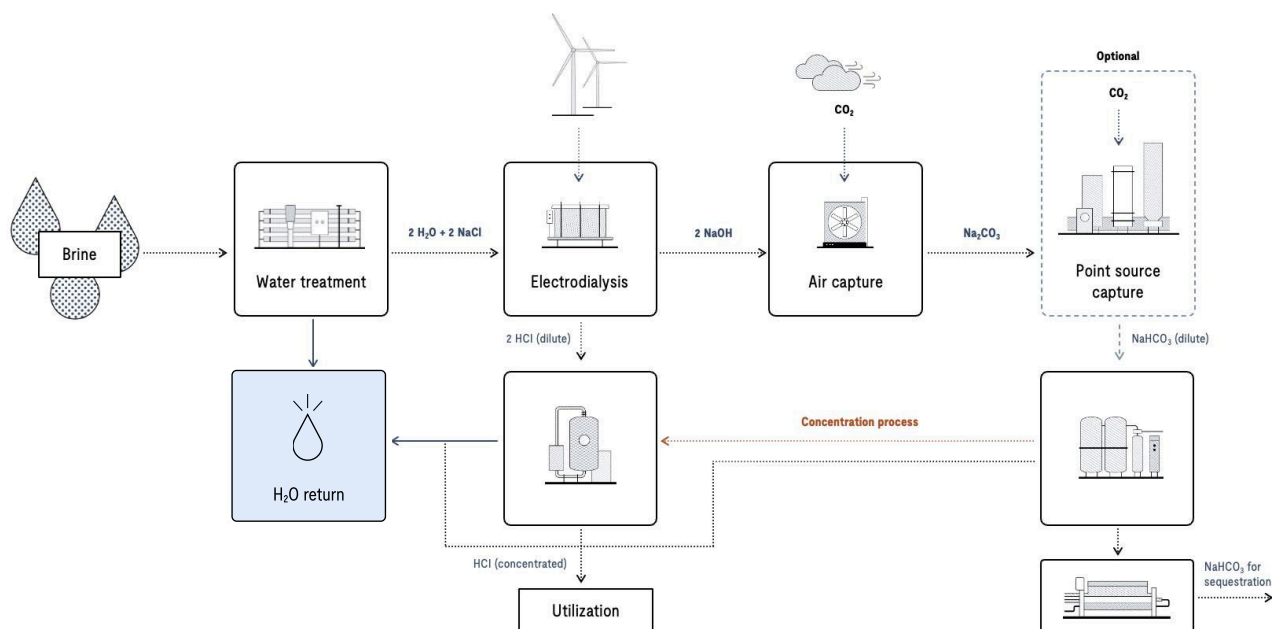 Optional
CO₂
CO₂
Brine
2 H₂O + 2 NaCl
2 NaOH
Na₂CO₃
Water treatment
Electrodialysis
Air capture
Point source
capture
2 HCl (dilute)
NaHCO₃ (dilute)
Concentration process
H₂O return
HCl (concentrated)
NaHCO₃ for
sequestration
Utilization